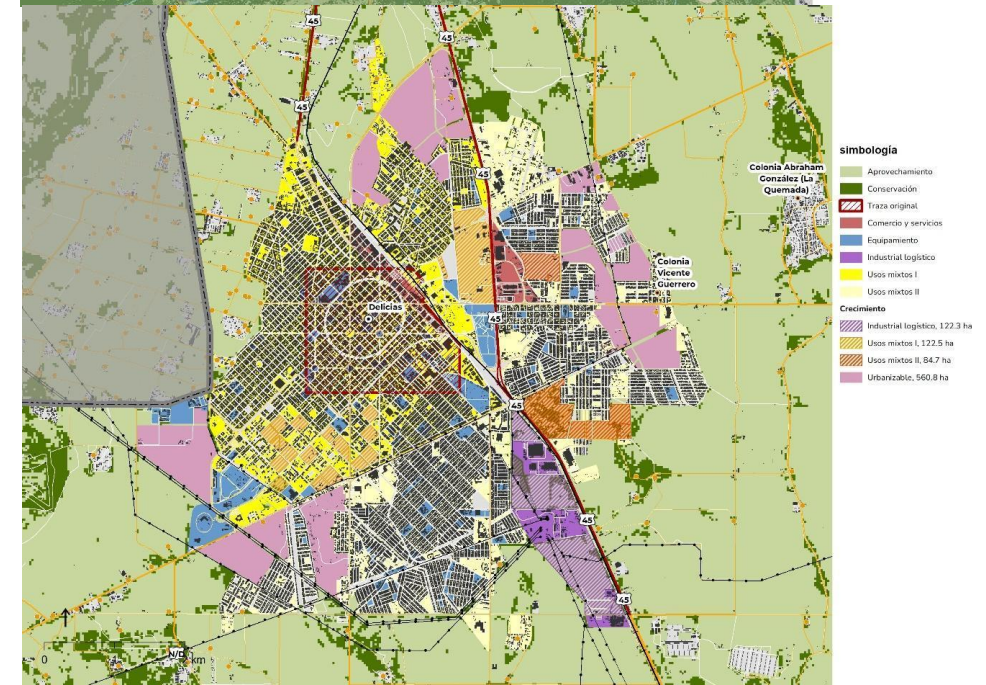 45
45
45
45
Colonia Abraham
González (La
Quemada)
Colonia
Vicente
Guerrero
Delicias
45
45
45
45
0
N/D
km
simbología
Aprovechamiento
Conservación
Traza original
Comercio y servicios
Equipamiento
Industrial logístico
Usos mixtos I
Usos mixtos II
Crecimiento
Industrial logístico, 122.3 ha
Usos mixtos I, 122.5 ha
Usos mixtos II, 84.7 ha
Urbanizable, 560.8 ha